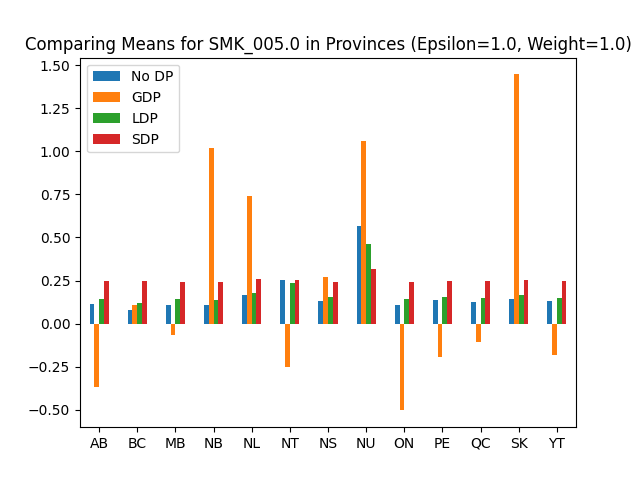 Comparing Means for SMK_005.0 in Provinces (Epsilon=1.0, Weight=1.0)
No DP
GDP
LDP
SDP
1.50
1.25
1.00
0.75
0.50
0.25
0.00
−0.25
−0.50
AB BC MB NB NL NT NS NU ON PE QC SK YT